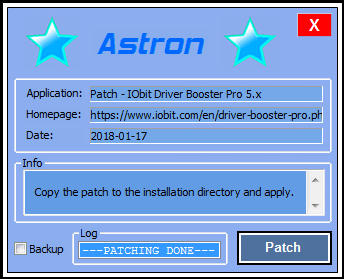 X
Astron
Application: Patch - IObit Driver Booster Pro 5.x
Homepage: https://www.iobit.com/en/driver-booster-pro.ph
Date: 2018-01-17
Info
Copy the patch to the installation directory and apply.
Log
Backup ---PATCHING DONE--- Patch